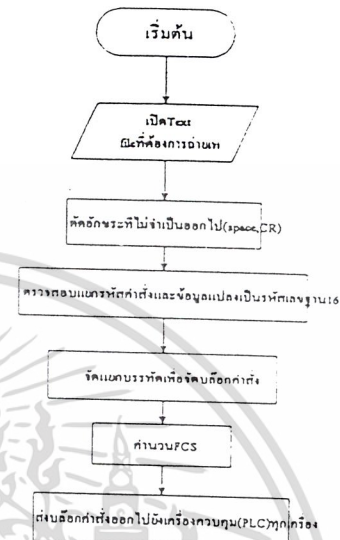 เริ่มต้น
เปิดText
fileที่ต้องการอ่านมา
ตัดอักขระที่ไม่จำเป็นออกไป(space,CR)
ตรวจสอบแยกรหัสคำสั่งและข้อมูลแปลงเป็นรหัสเลขฐาน16
จัดแยกบรรทัดเพื่อจัดบล็อกคำสั่ง
คำนวนFCS
ส่งบล็อกคำสั่งออกไปยังเครื่องควบคุม(PLC)ทุกเครื่อง